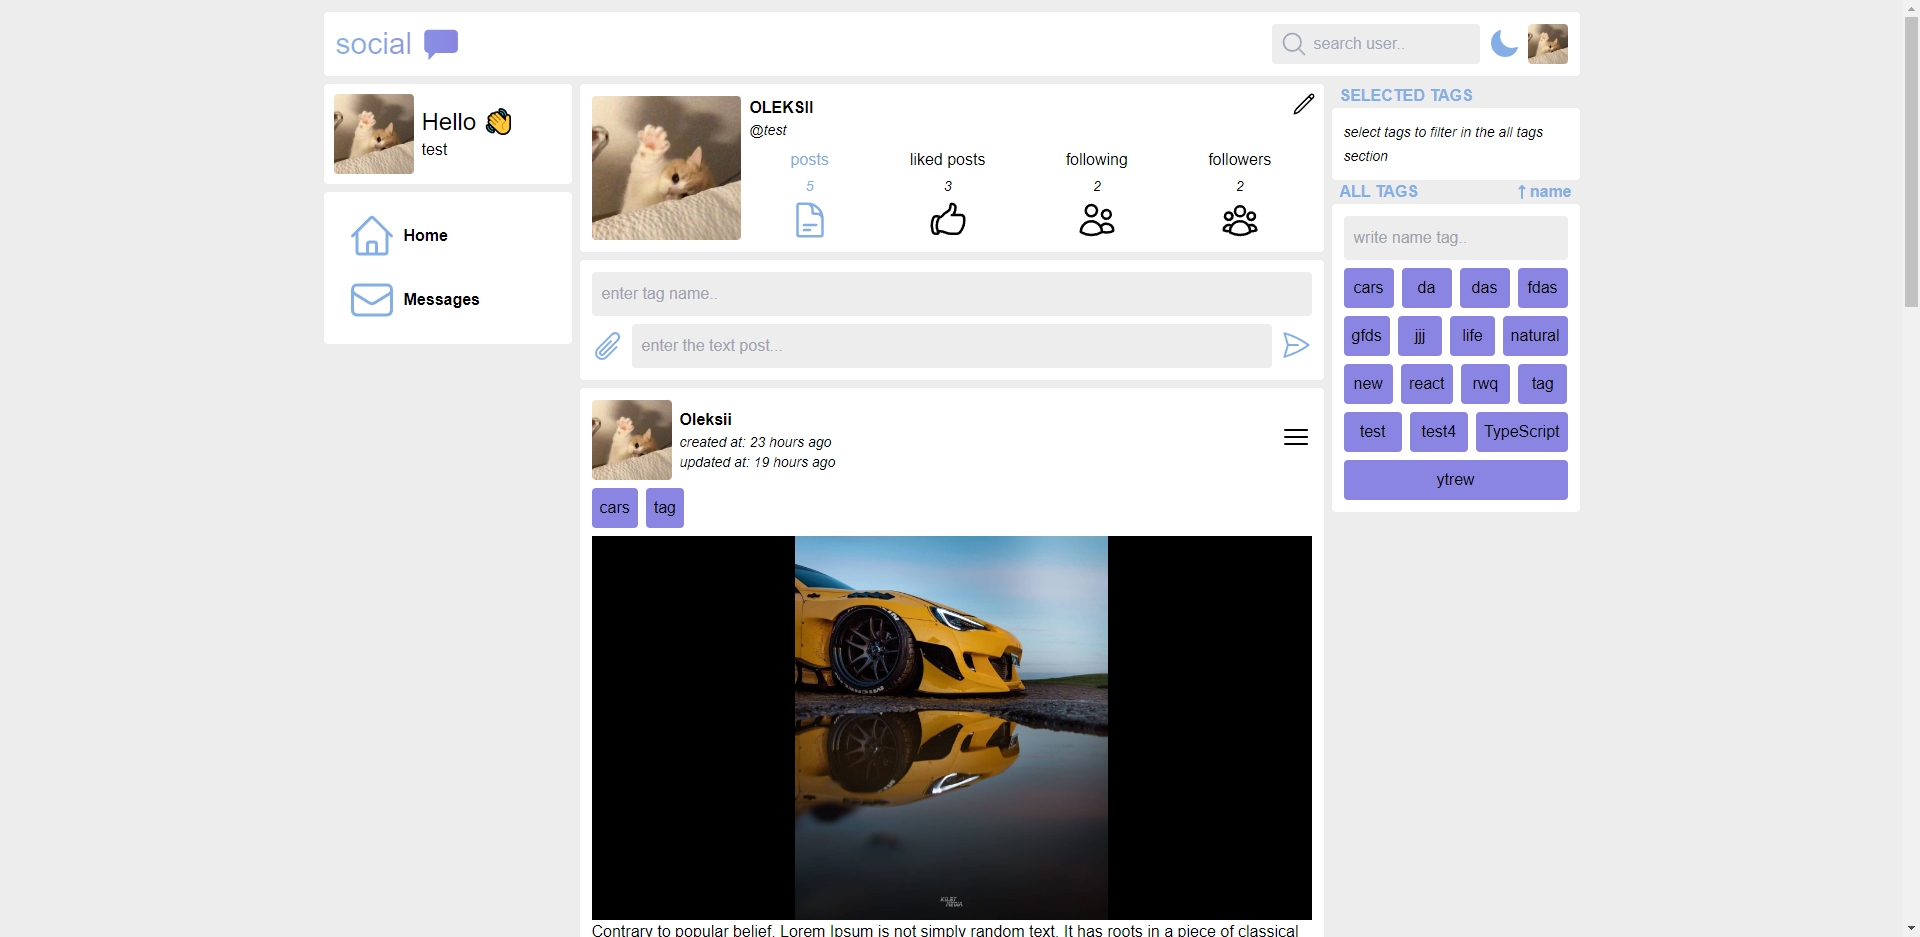 social
search user..
Hello 👋
test
Home
Messages
OLEKSII
@test
posts
liked posts
following
followers
5
3
2
2
enter tag name..
enter the text post...
Oleksii
created at: 23 hours ago
updated at: 19 hours ago
cars tag
Contrary to popular belief, Lorem Ipsum is not simply random text. It has roots in a piece of classical
SELECTED TAGS
select tags to filter in the all tags
section
ALL TAGS ↑ name
write name tag..
cars da das fdas
gfds jjj life natural
new react rwq tag
test test4 TypeScript
ytrew